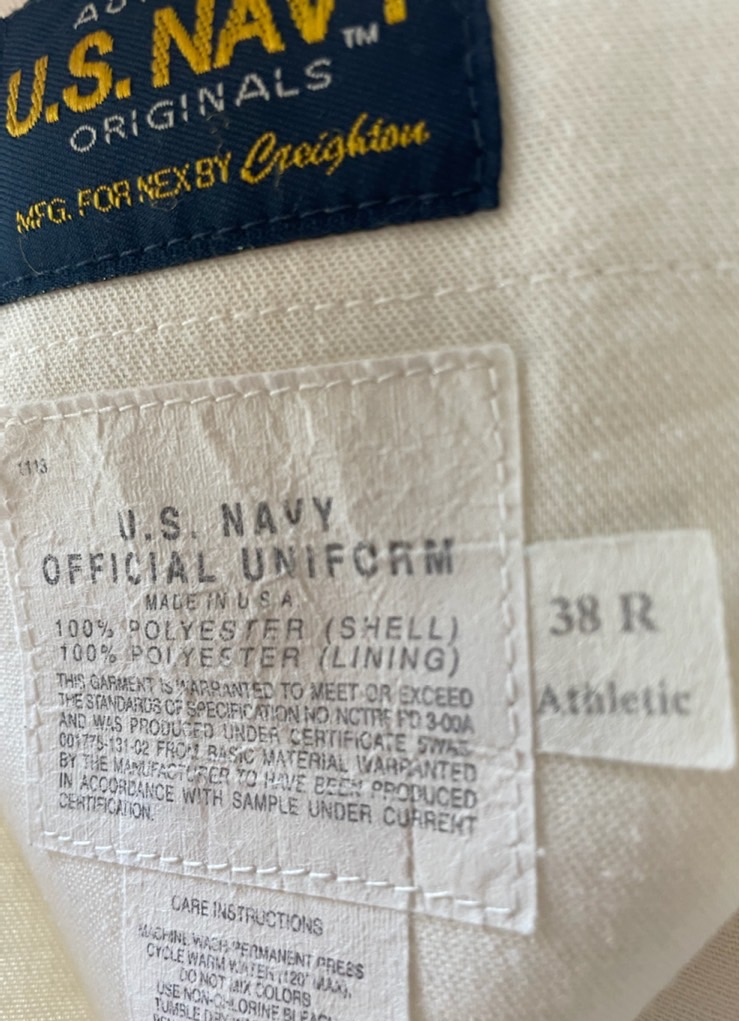 U.S. NAVY™
ORIGINALS
MFG. FOR NEX BY Creighton
1113
U.S. NAVY
OFFICIAL UNIFORM
MADE IN U S A
100% POLYESTER (SHELL)
100% POLYESTER (LINING)
THIS GARMENT IS WARRANTED TO MEET OR EXCEED
THE STANDARDS OF SPECIFICATION NO. NCTRF PD 3-00A
AND WAS PRODUCED UNDER CERTIFICATE
001775-131-02 FROM BASIC MATERIAL WARRANTED
BY THE MANUFACTURER TO HAVE BEEN PRODUCED
IN ACCORDANCE WITH SAMPLE UNDER CURRENT
CERTIFICATION.
38 R
Athletic
CARE INSTRUCTIONS
MACHINE WASH PERMANENT PRESS
CYCLE WARM WATER (120° MAX),
DO NOT MIX COLORS
USE NON-CHLORINE BLEACH
TUMBLE DRY